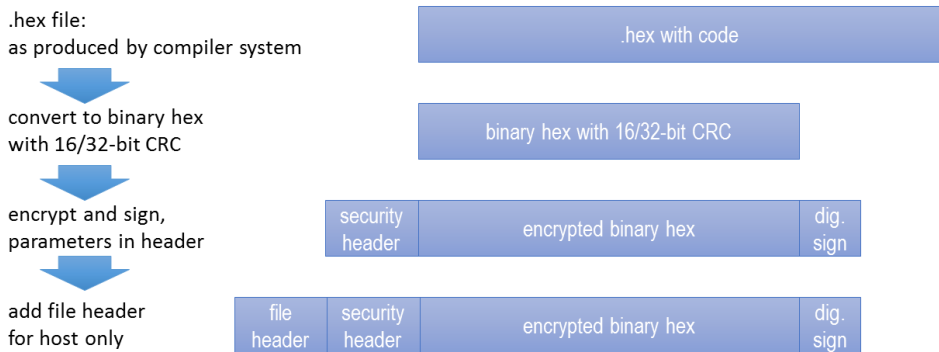 .hex file:
as produced by compiler system
.hex with code
convert to binary hex
with 16/32-bit CRC
binary hex with 16/32-bit CRC
encrypt and sign,
parameters in header
security
header
encrypted binary hex
dig.
sign
add file header
for host only
file
header
security
header
encrypted binary hex
dig.
sign